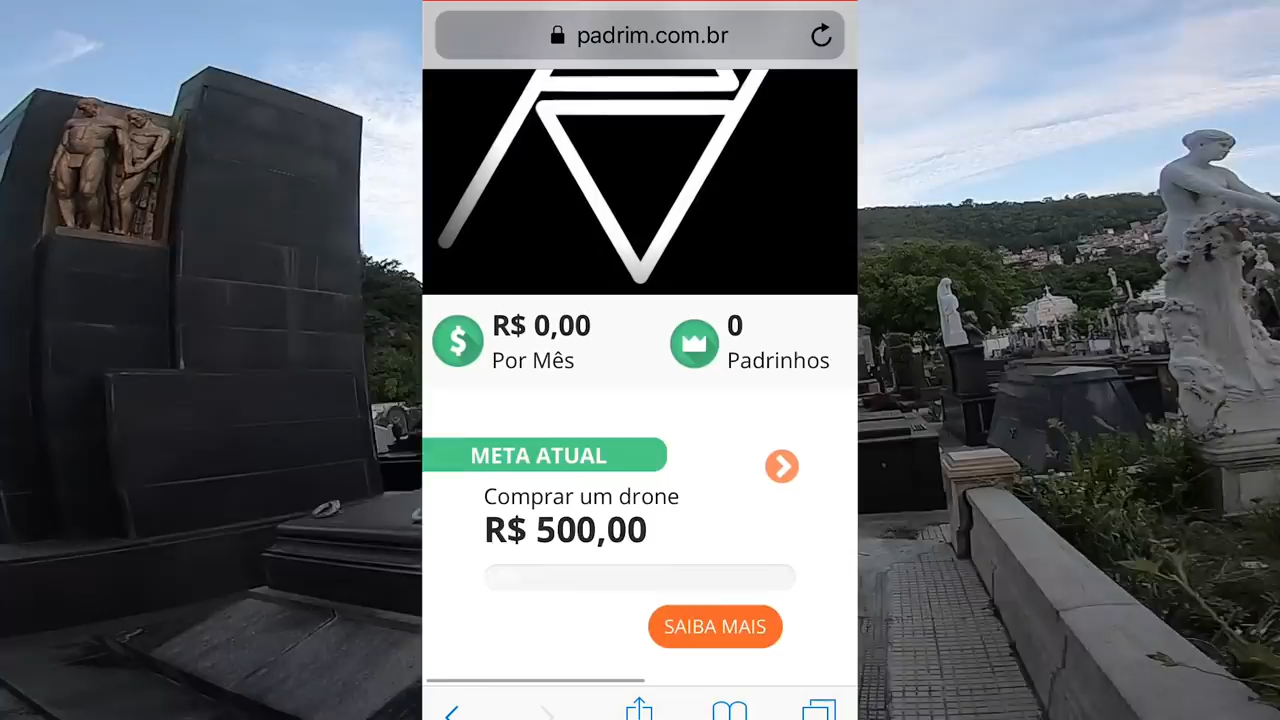 padrim.com.br
R$ 0,00
Por Mês
0
Padrinhos
META ATUAL
Comprar um drone
R$ 500,00
SAIBA MAIS